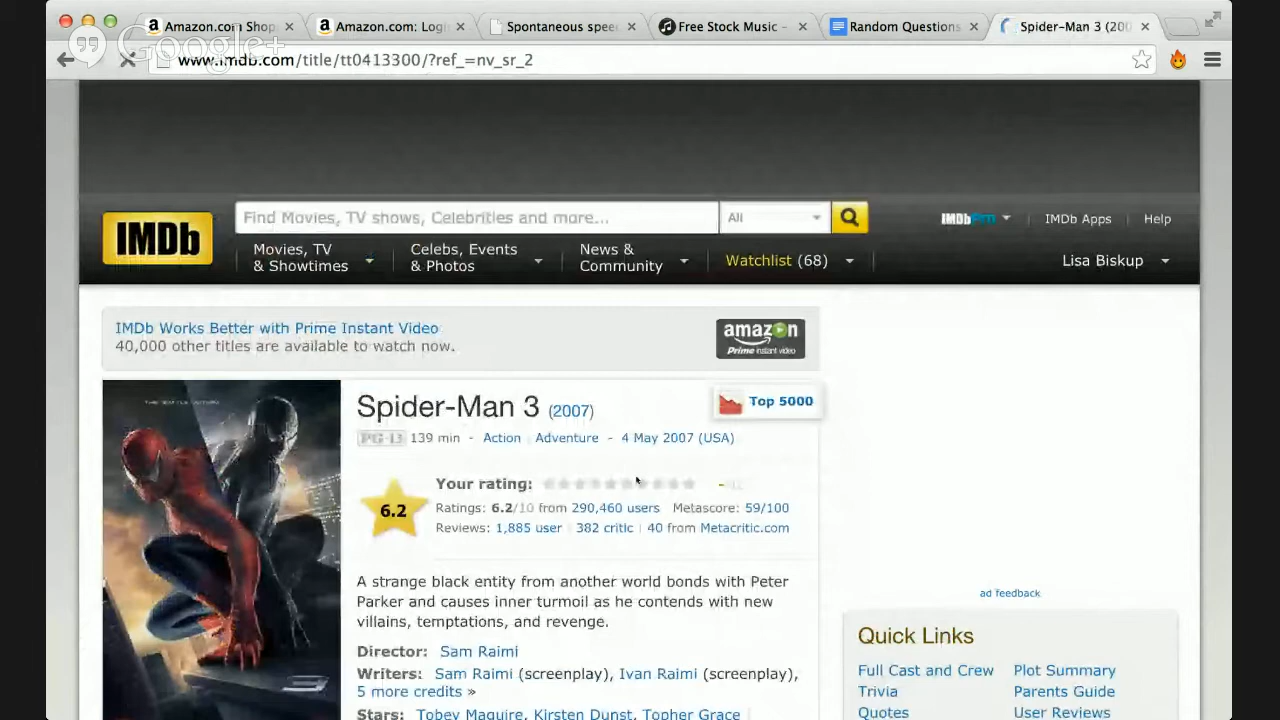 Amazon.com Shop
Amazon.com: Logi
Spontaneous spee
Free Stock Music
Random Questions
Spider-Man 3 (200
Google+
www.imdb.com/title/tt0413300/?ref_=nv_sr_2
IMDb
Find Movies, TV shows, Celebrities and more...
All
IMDbPro
IMDb Apps
Help
Movies, TV
& Showtimes
Celebs, Events
& Photos
News &
Community
Watchlist (68)
Lisa Biskup
IMDb Works Better with Prime Instant Video
40,000 other titles are available to watch now.
amazon
Prime instant video
Spider-Man 3 (2007)
Top 5000
PG-13 139 min - Action | Adventure - 4 May 2007 (USA)
Your rating:
6.2
Ratings: 6.2/10 from 290,460 users Metascore: 59/100
Reviews: 1,885 user | 382 critic | 40 from Metacritic.com
A strange black entity from another world bonds with Peter
Parker and causes inner turmoil as he contends with new
villains, temptations, and revenge.
Director: Sam Raimi
Writers: Sam Raimi (screenplay), Ivan Raimi (screenplay),
5 more credits »
Stars: Tobey Maguire, Kirsten Dunst, Topher Grace |
ad feedback
Quick Links
Full Cast and Crew
Plot Summary
Trivia
Parents Guide
Quotes
User Reviews